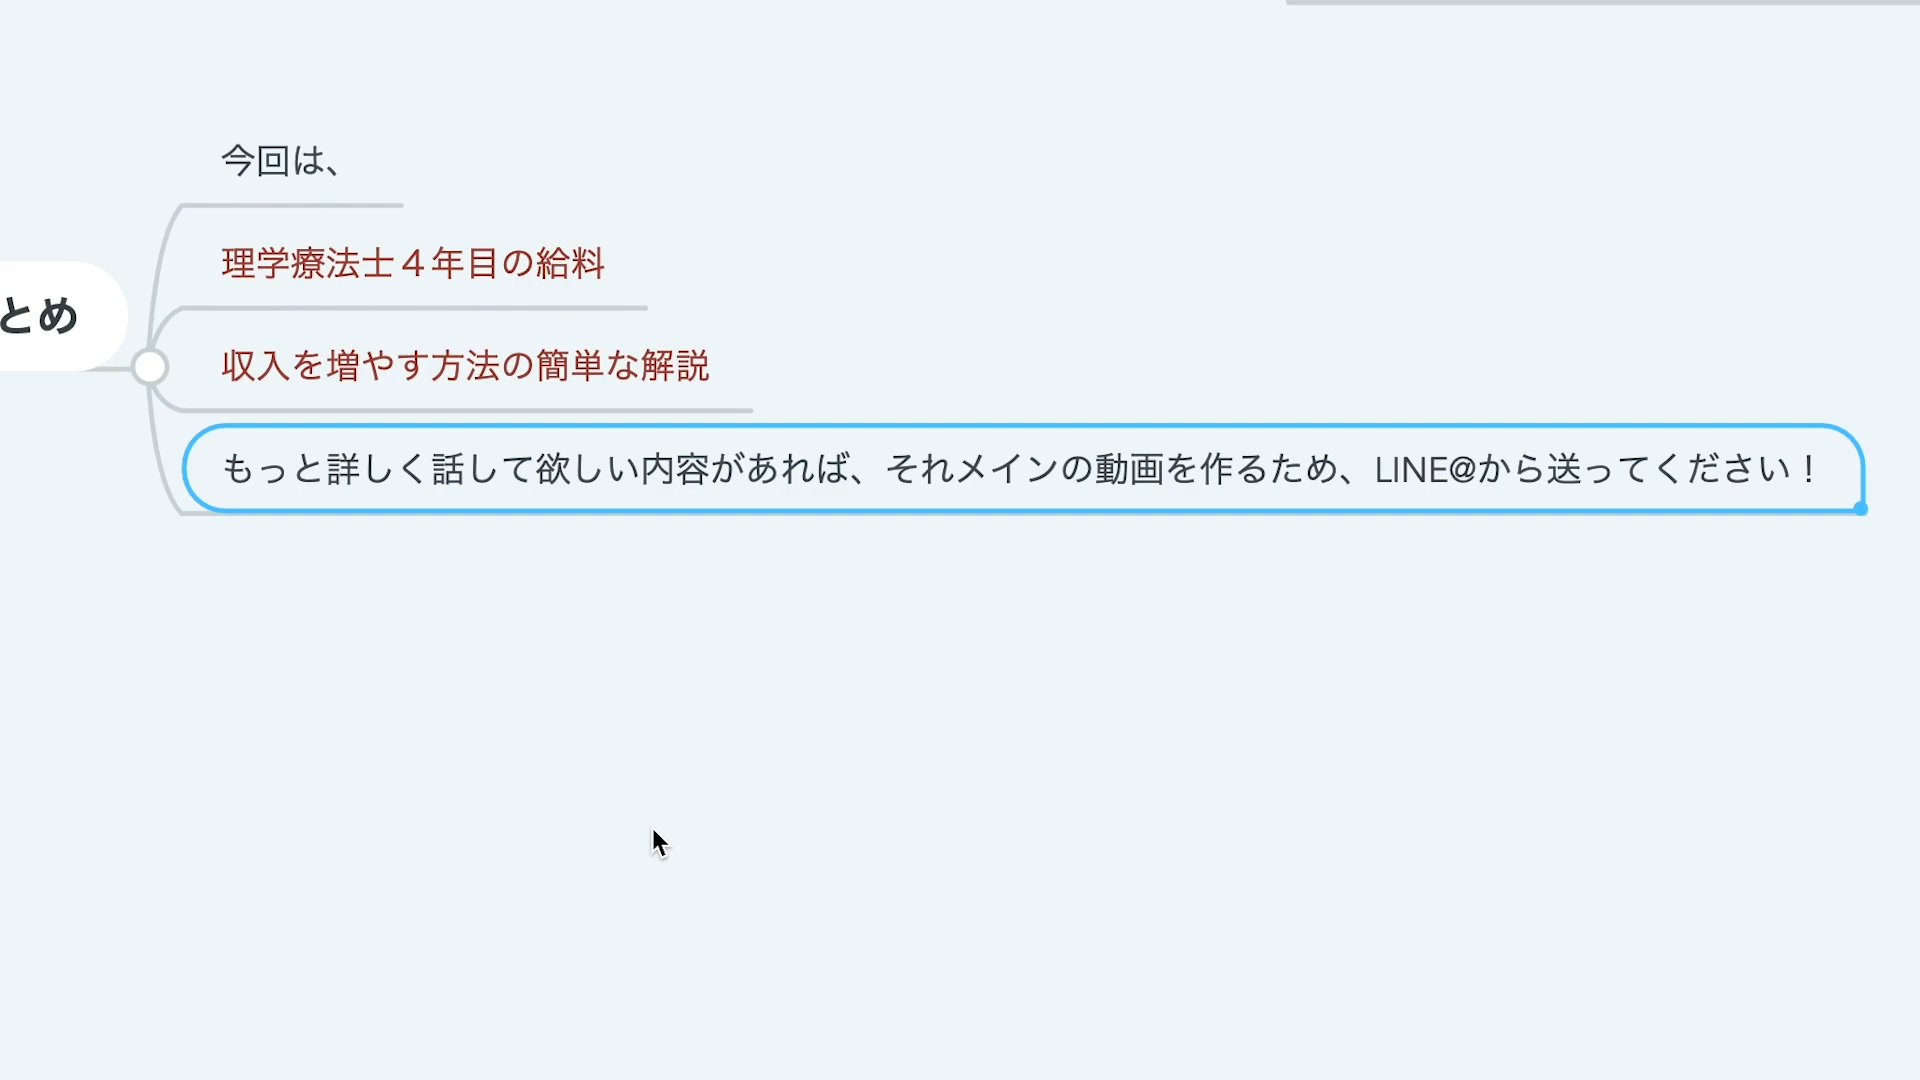 今回は、
理学療法士４年目の給料
とめ
収入を増やす方法の簡単な解説
もっと詳しく話して欲しい内容があれば、それメインの動画を作るため、LINE@から送ってください！